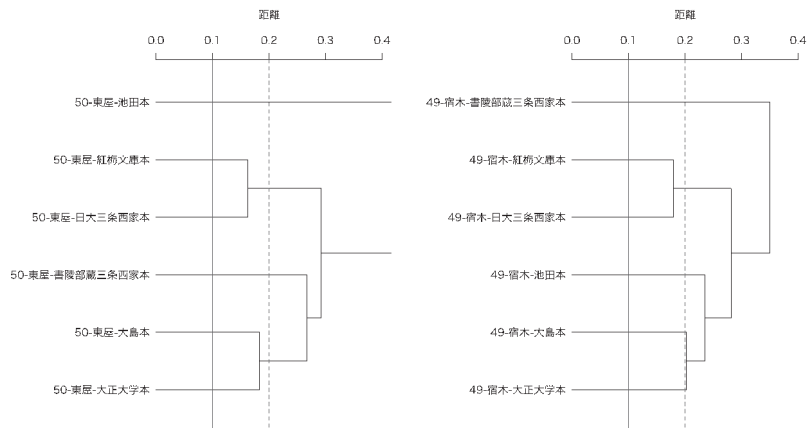 距離
0.0 0.1 0.2 0.3 0.4
50-東屋-池田本
50-東屋-紅梅文庫本
50-東屋-日大三条西家本
50-東屋-書陵部蔵三条西家本
50-東屋-大島本
50-東屋-大正大学本
距離
0.0 0.1 0.2 0.3 0.4
49-宿木-書陵部蔵三条西家本
49-宿木-紅梅文庫本
49-宿木-日大三条西家本
49-宿木-池田本
49-宿木-大島本
49-宿木-大正大学本